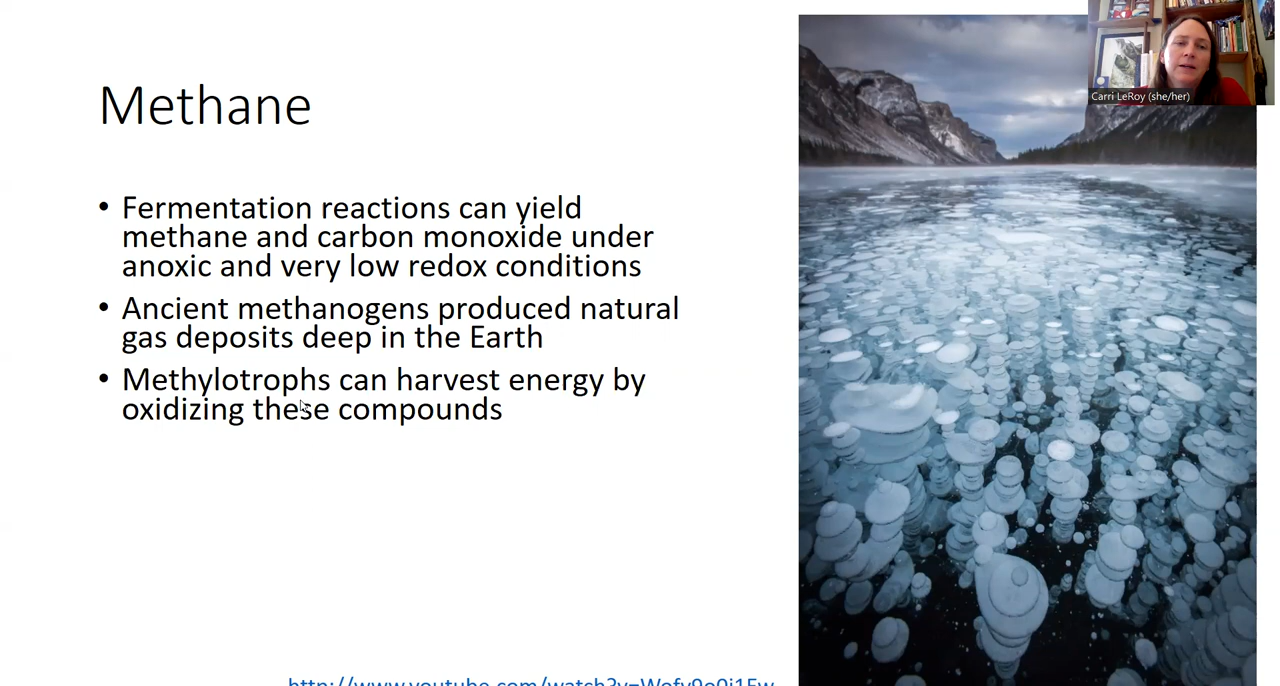 Methane
• Fermentation reactions can yield
methane and carbon monoxide under
anoxic and very low redox conditions
• Ancient methanogens produced natural
gas deposits deep in the Earth
• Methylotrophs can harvest energy by
oxidizing these compounds
Carri LeRoy (she/her)